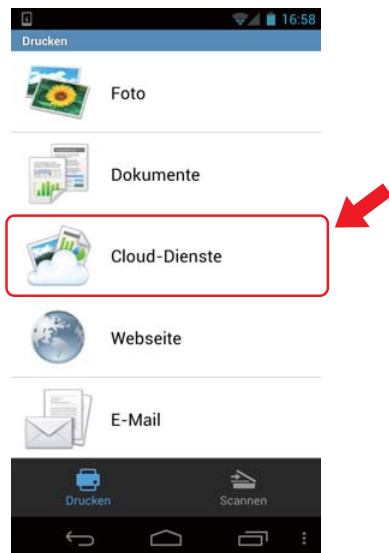 16:58
Drucken
Foto
Dokumente
Cloud-Dienste
Webseite
E-Mail
Drucken
Scannen